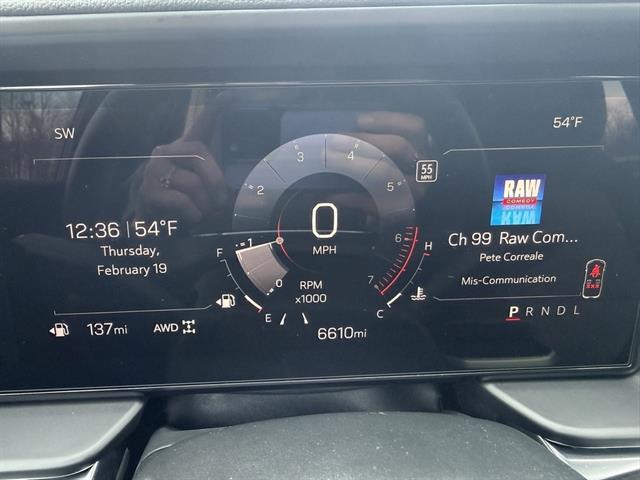 SW
54°F
12:36 | 54°F
Thursday,
February 19
137mi AWD
0
1
2
3
4
5
6
7
0
MPH
RPM
x1000
F
E
H
C
6610mi
55
MPH
RAW
COMEDY
Ch 99 Raw Com...
Pete Correale
Mis-Communication
P R N D L